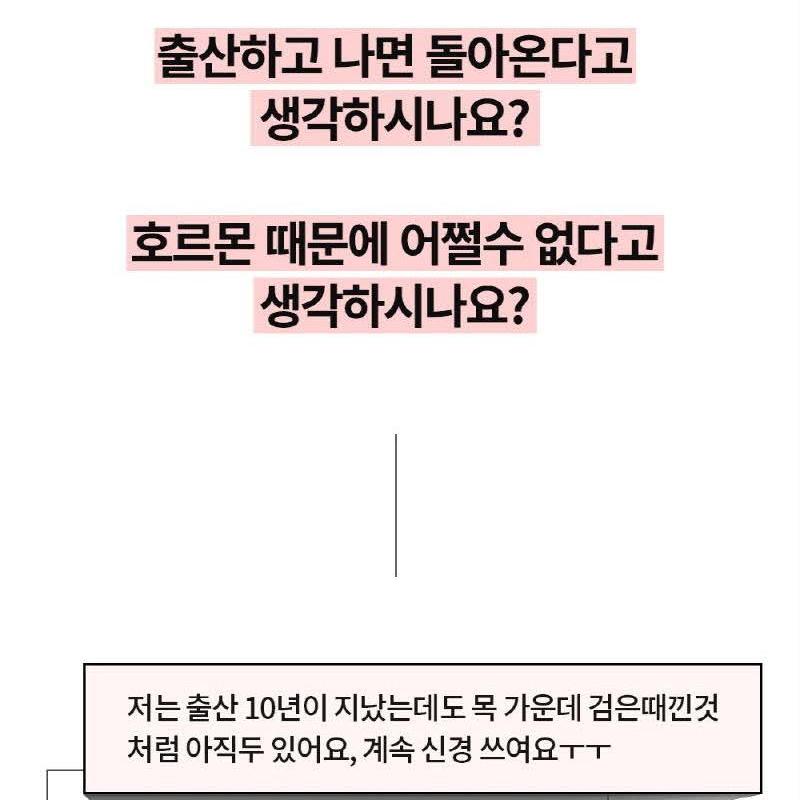 출산하고 나면 돌아온다고
생각하시나요?
호르몬 때문에 어쩔수 없다고
생각하시나요?
저는 출산 10년이 지났는데도 목 가운데 검은때낀것
처럼 아직두 있어요, 계속 신경 쓰여요ㅜㅜ